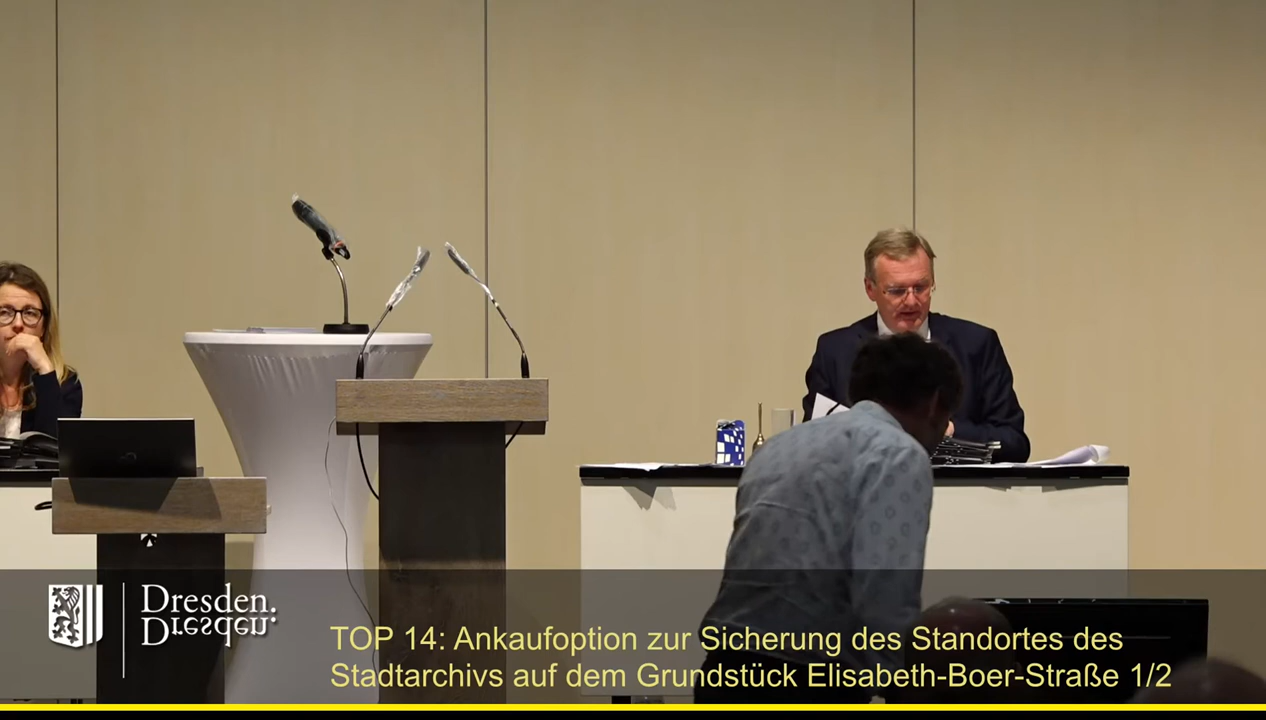 Dresden.
Dresden.
TOP 14: Ankaufoption zur Sicherung des Standortes des
Stadtarchivs auf dem Grundstück Elisabeth-Boer-Straße 1/2